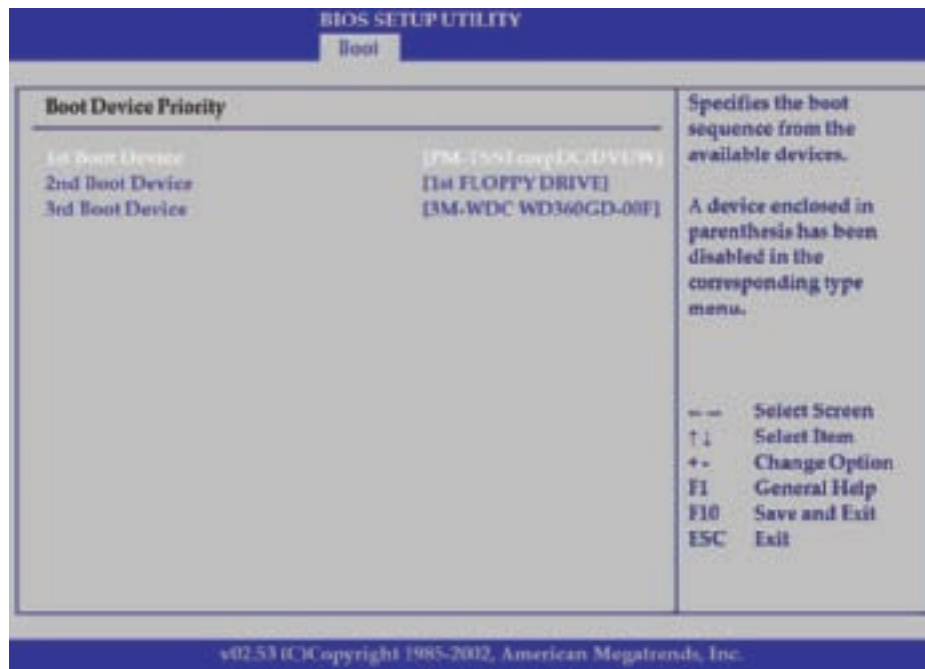 BIOS SETUP UTILITY
Boot
Boot Device Priority
1st Boot Device
2nd Boot Device [1st FLOPPY DRIVE]
3rd Boot Device [3M-WDC WD360GD-00F]
Specifies the boot
sequence from the
available devices.
A device enclosed in
parenthesis has been
disabled in the
corresponding type
menu.
Select Screen
↑↓ Select Item
+- Change Option
F1 General Help
F10 Save and Exit
ESC Exit
v02.53 (C)Copyright 1985-2002, American Megatrends, Inc.